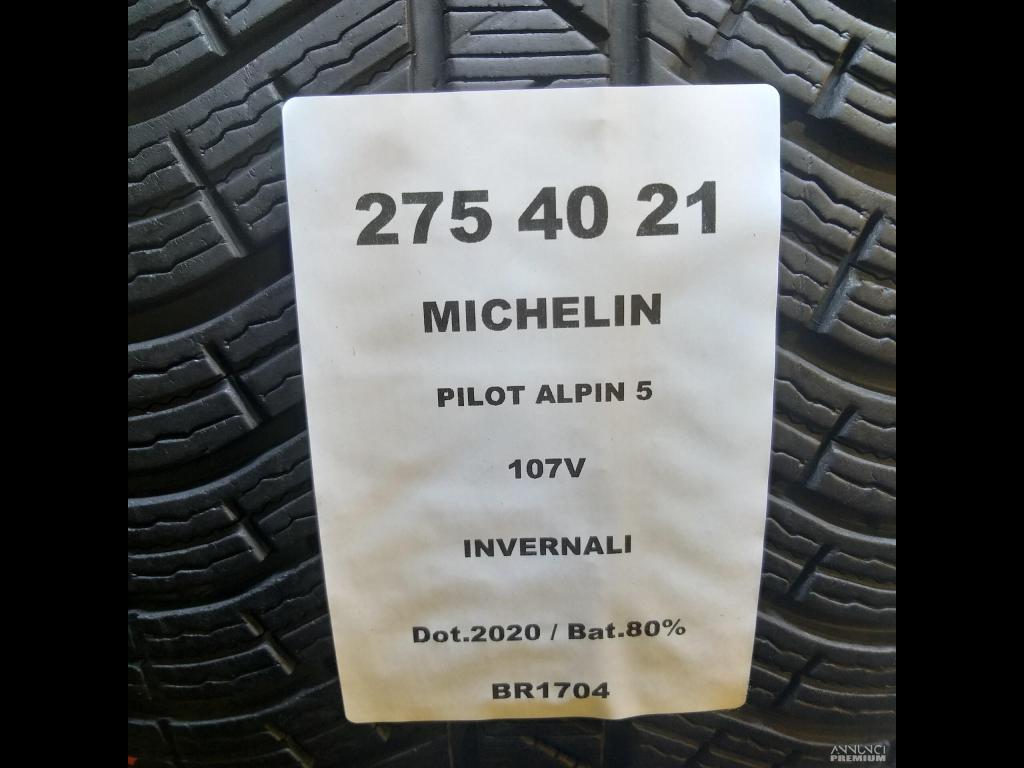 275 40 21
MICHELIN
PILOT ALPIN 5
107V
INVERNALI
Dot.2020 / Bat.80%
BR1704
ANNUNCI
PREMIUM